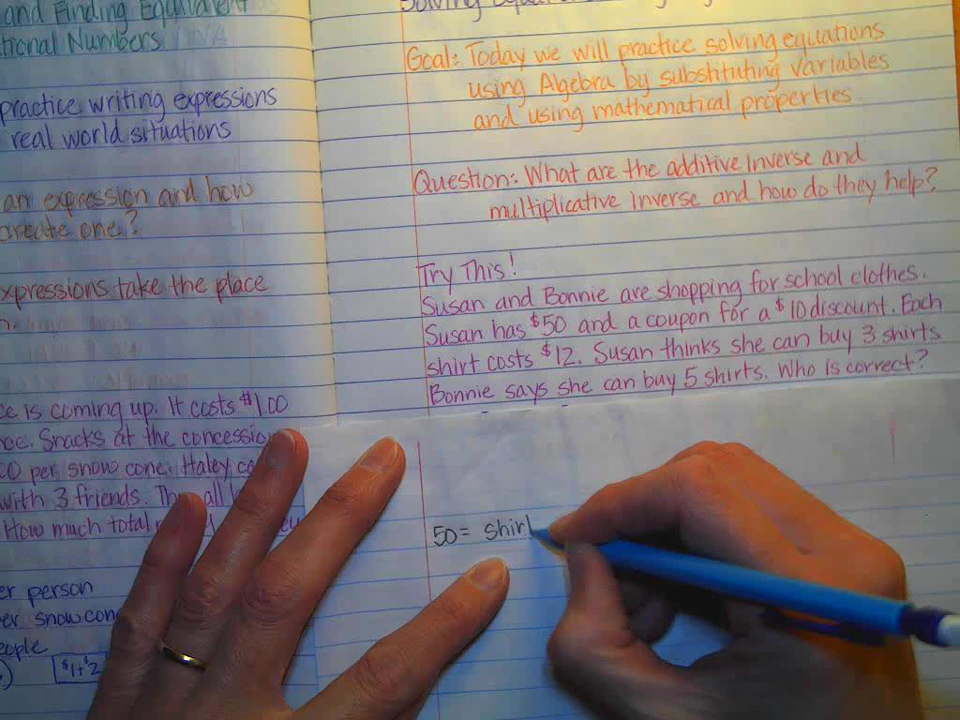 and Finding Equivalent
tional Numbers
practice writing expressions
real world situations
an expression and how
create one?
expressions take the place
n.
ce is coming up. It costs $100
Snacks at the concession
per snow cone. Haley
with 3 friends. all
How much total
er person
er snow con
eople
$1+$2
Solving
Goal: Today we will practice solving equations
using Algebra by substituting variables
and using mathematical properties.
Question: What are the additive inverse and
multiplicative inverse and how do they help?
Try This!
Susan and Bonnie are shopping for school clothes.
Susan has $50 and a coupon for a $10 discount. Each
shirt costs $12. Susan thinks she can buy 3 shirts
Bonnie says she can buy 5 shirts. Who is correct?
50= shirt